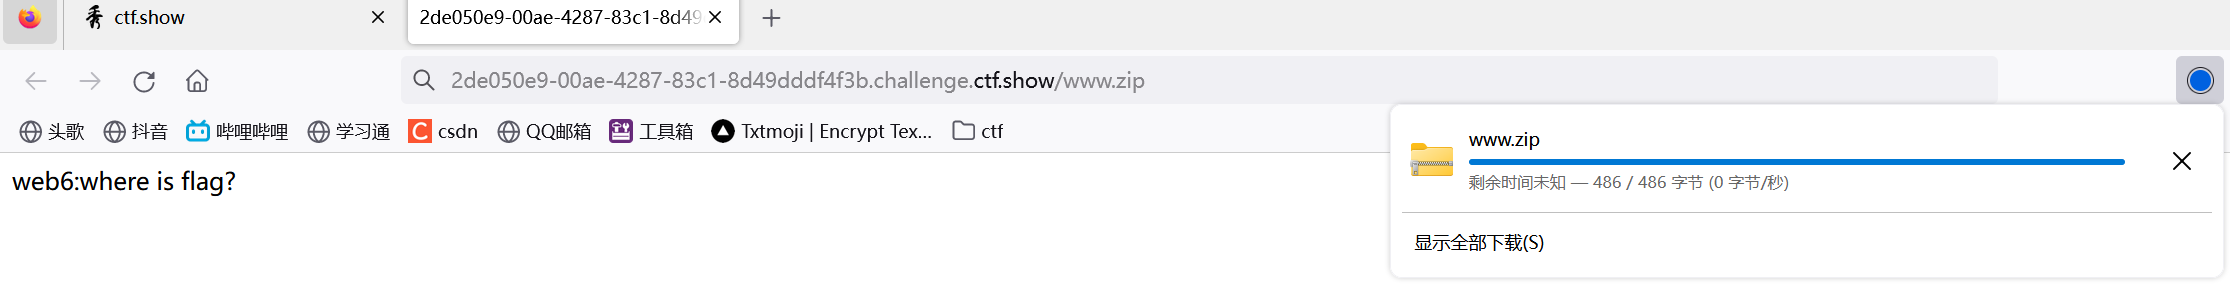 ctf.show
2de050e9-00ae-4287-83c1-8d49
2de050e9-00ae-4287-83c1-8d49dddf4f3b.challenge.ctf.show/www.zip
头歌 抖音 哔哩哔哩 学习通 csdn QQ邮箱 工具箱 Txtmoji | Encrypt Tex... ctf
www.zip
剩余时间未知 — 486 / 486 字节 (0 字节/秒)
显示全部下载(S)
web6:where is flag?